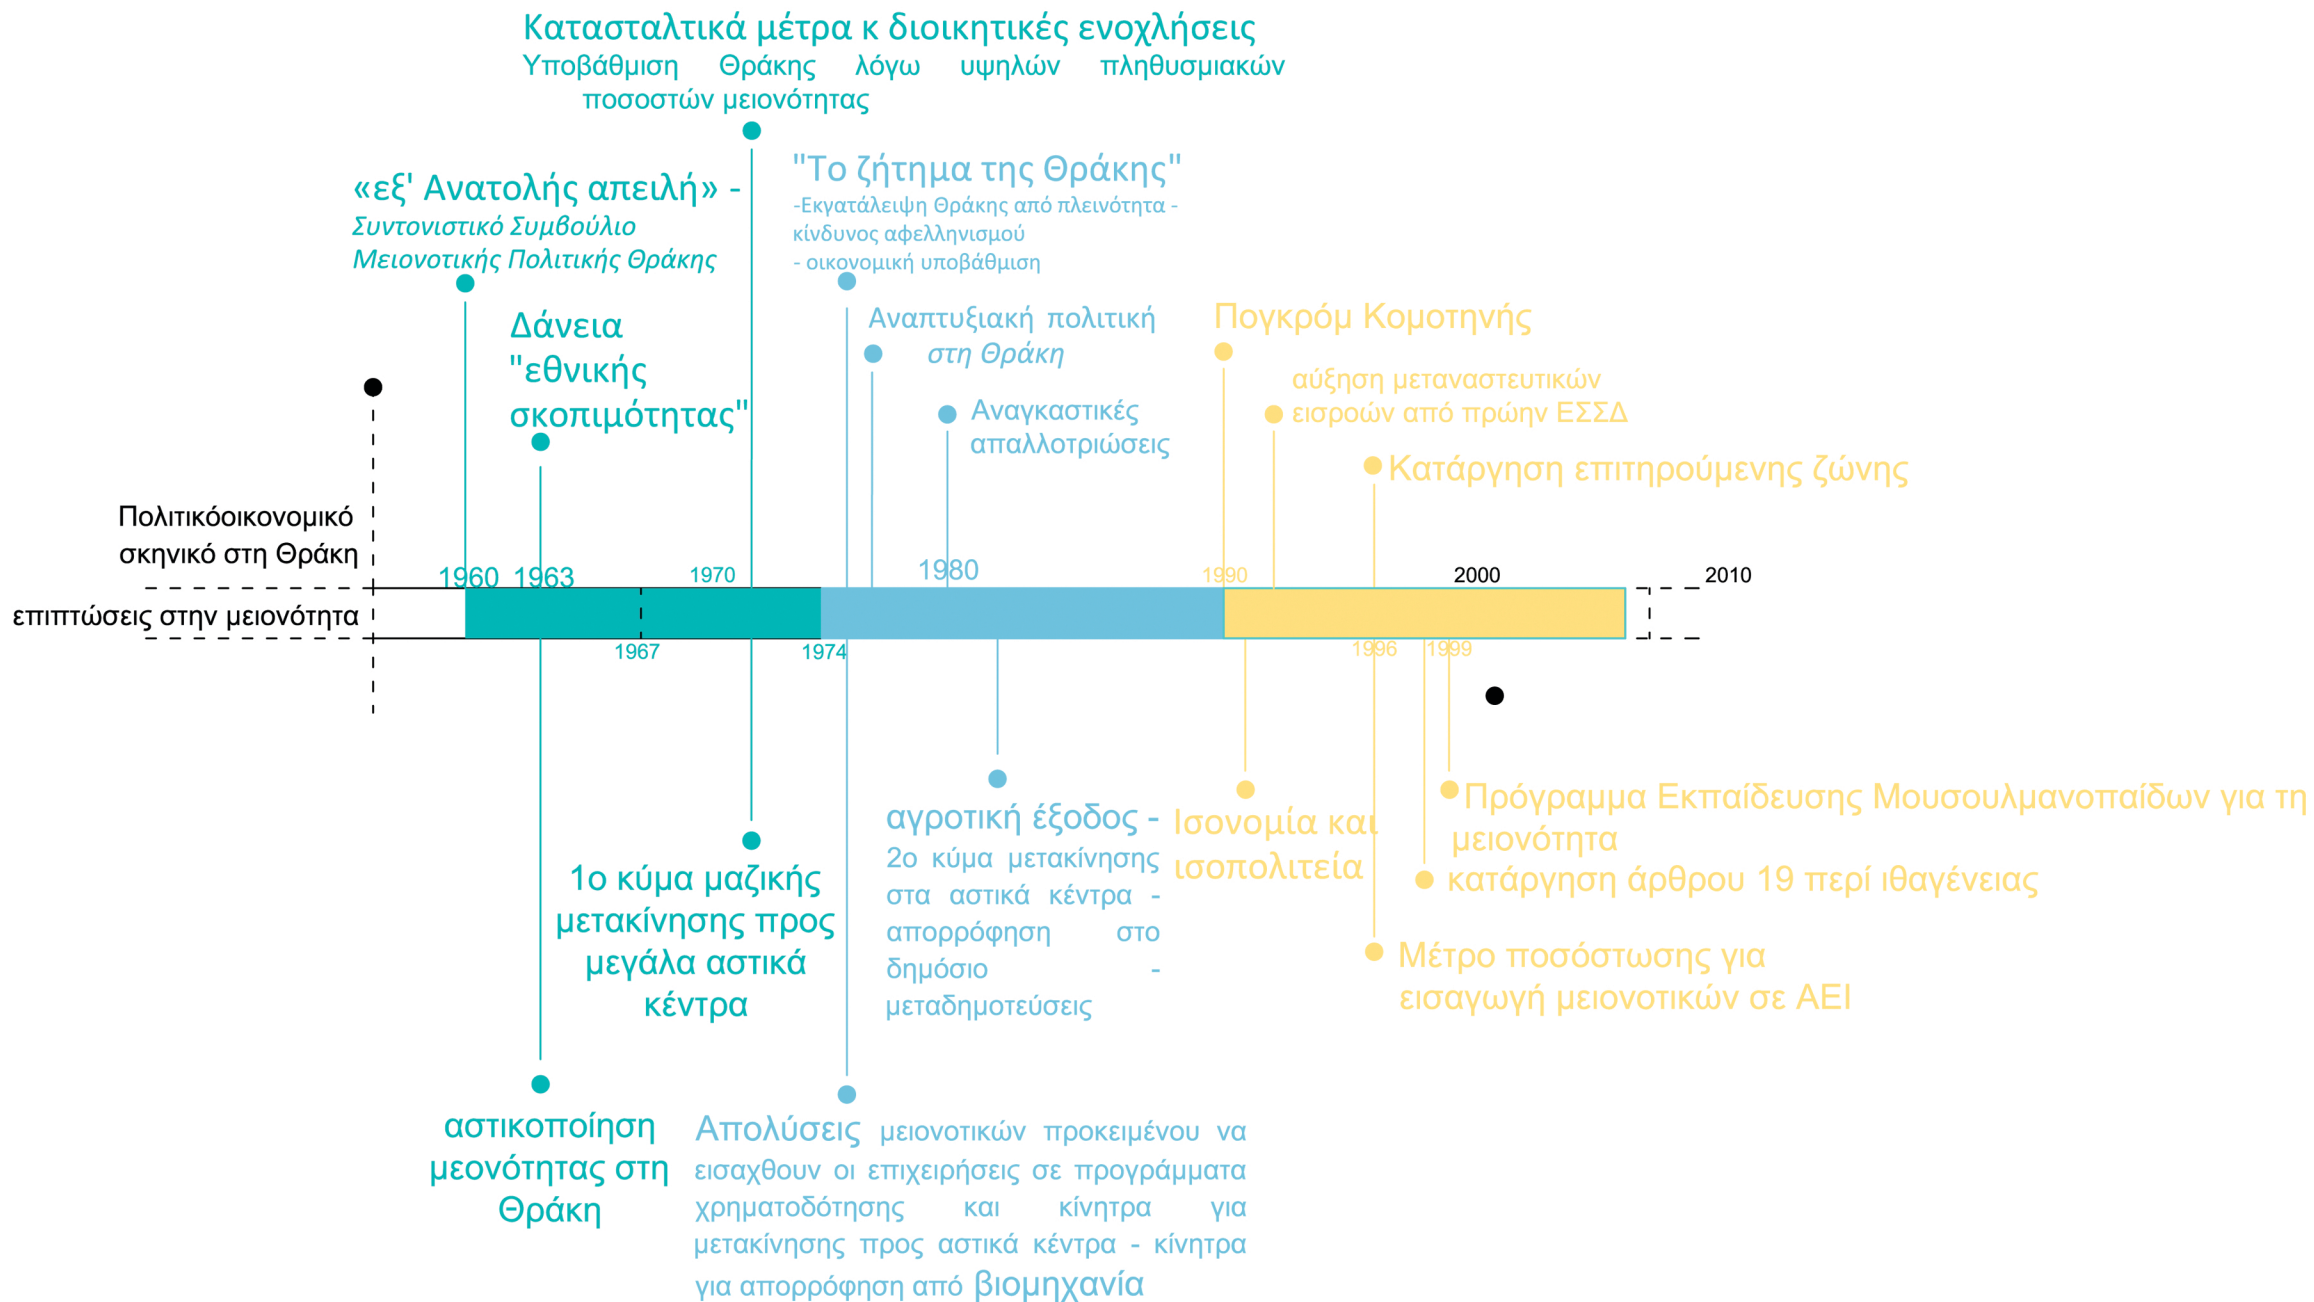 Κατασταλτικά μέτρα κ διοικητικές ενοχλήσεις
Υποβάθμιση Θράκης λόγω υψηλών πληθυσμιακών
ποσοστών μειονότητας
«εξ' Ανατολής απειλή» -
Συντονιστικό Συμβούλιο
Μειονοτικής Πολιτικής Θράκης
"Το ζήτημα της Θράκης"
-Εκγατάλειψη Θράκης από πλεινότητα -
κίνδυνος αφελληνισμού
- οικονομική υποβάθμιση
Δάνεια
"εθνικής
σκοπιμότητας"
Αναπτυξιακή πολιτική
στη Θράκη
Αναγκαστικές
απαλλοτριώσεις
Πογκρόμ Κομοτηνής
αύξηση μεταναστευτικών
εισροών από πρώην ΕΣΣΔ
Κατάργηση επιτηρούμενης ζώνης
Πολιτικόοικονομικό
σκηνικό στη Θράκη
επιπτώσεις στην μειονότητα
1960 1963 1970 1980 1990 2000 2010
1967 1974 1996 1999
1ο κύμα μαζικής
μετακίνησης προς
μεγάλα αστικά
κέντρα
αγροτική έξοδος -
2ο κύμα μετακίνησης
στα αστικά κέντρα -
απορρόφηση στο
δημόσιο -
μεταδημοτεύσεις
Ισονομία και
ισοπολιτεία
Πρόγραμμα Εκπαίδευσης Μουσουλμανοπαίδων για τη
μειονότητα
κατάργηση άρθρου 19 περί ιθαγένειας
Μέτρο ποσόστωσης για
εισαγωγή μειονοτικών σε ΑΕΙ
αστικοποίηση
μεονότητας στη
Θράκη
Απολύσεις μειονοτικών προκειμένου να
εισαχθουν οι επιχειρήσεις σε προγράμματα
χρηματοδότησης και κίνητρα για
μετακίνησης προς αστικά κέντρα - κίνητρα
για απορρόφηση από βιομηχανία